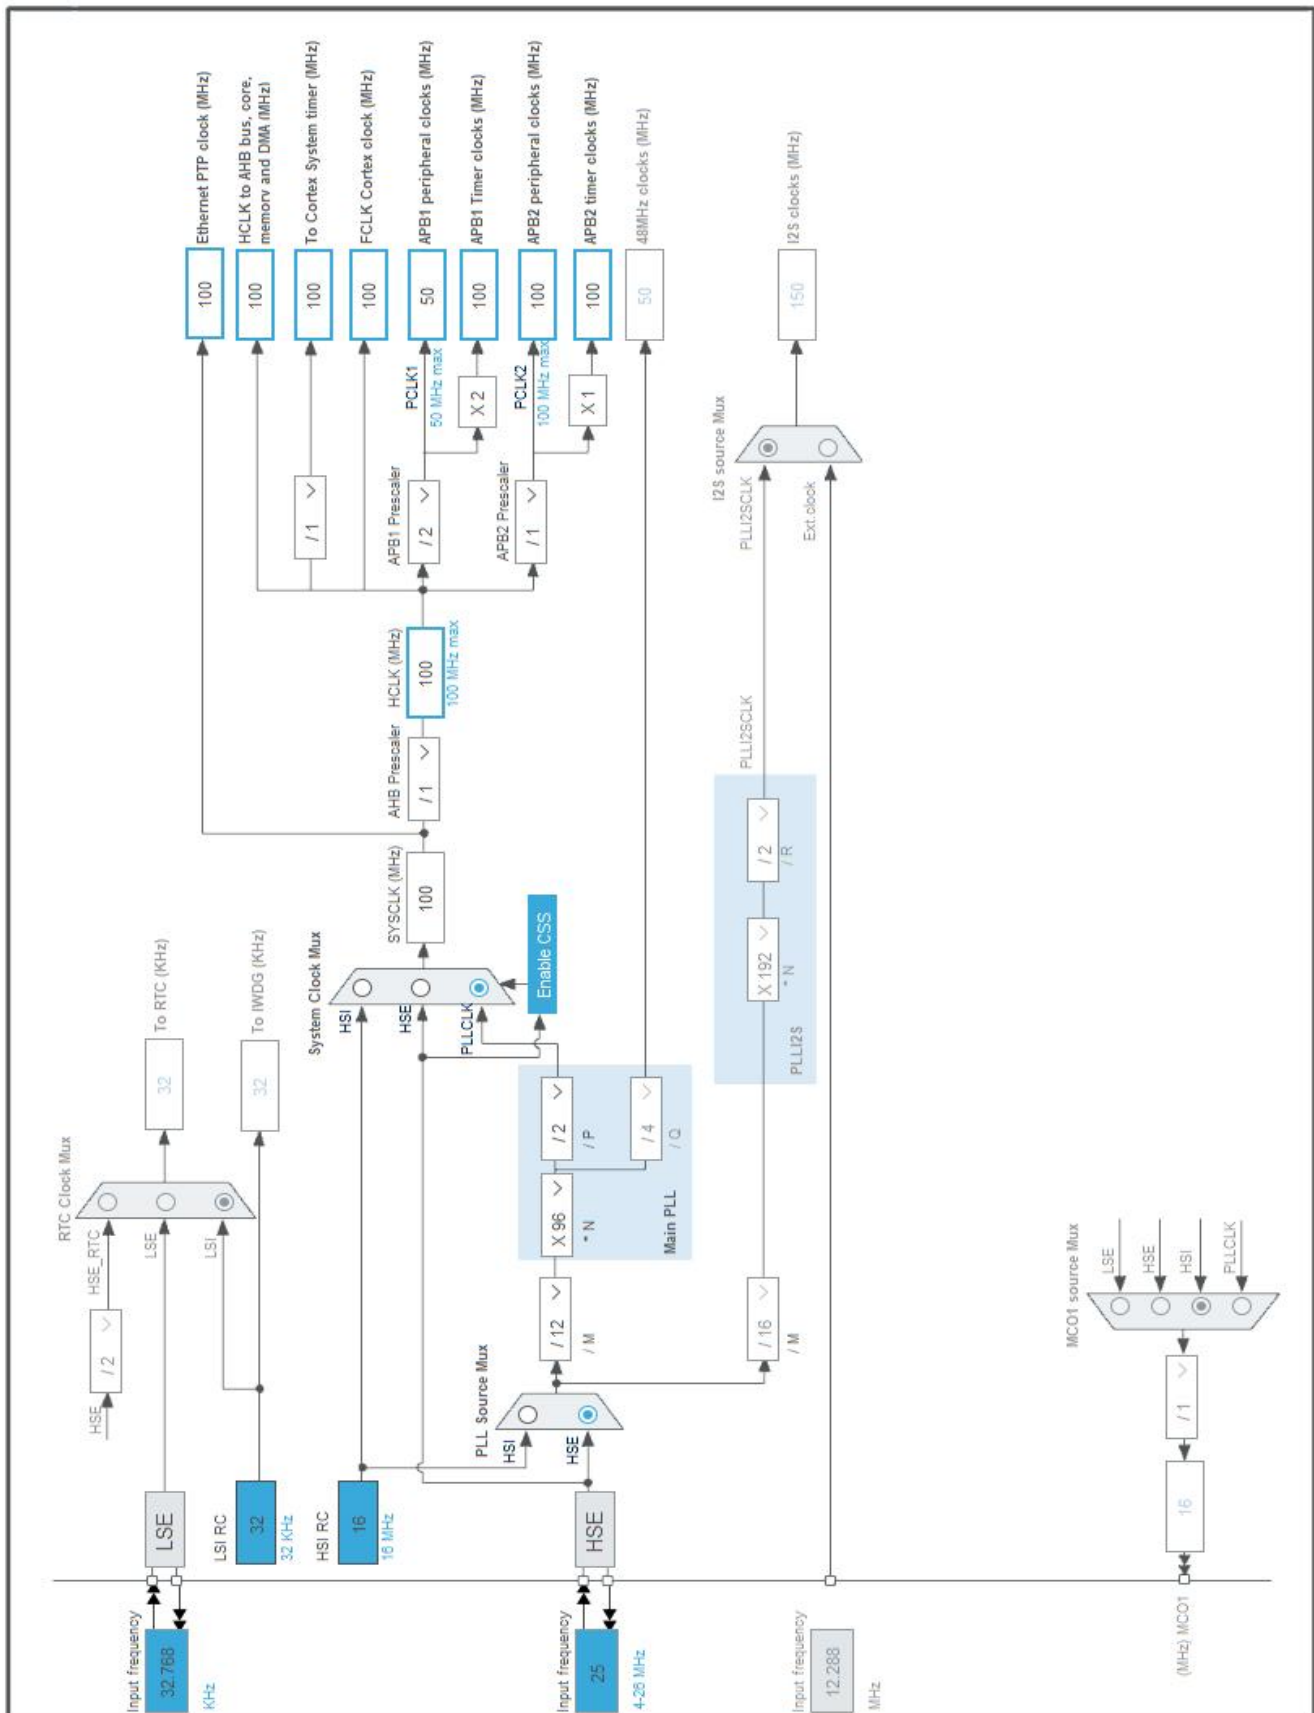 Input frequency
32.768
KHz
LSE
HSE
/ 2
HSE_RTC
LSE
LSI
RTC Clock Mux
32
To RTC (KHz)
LSI RC
32
32 KHz
32
To IWDG (KHz)
HSI RC
16
16 MHz
System Clock Mux
HSI
HSE
PLLCLK
Enable CSS
SYSCLK (MHz)
100
AHB Prescaler
/ 1
HCLK (MHz)
100
100 MHz max
100
Ethernet PTP clock (MHz)
100
HCLK to AHB bus, core,
memory and DMA (MHz)
/ 1
100
To Cortex System timer (MHz)
100
FCLK Cortex clock (MHz)
APB1 Prescaler
/ 2
PCLK1
50 MHz max
50
APB1 peripheral clocks (MHz)
X 2
100
APB1 Timer clocks (MHz)
APB2 Prescaler
/ 1
PCLK2
100 MHz max
100
APB2 peripheral clocks (MHz)
X 1
100
APB2 timer clocks (MHz)
50
48MHz clocks (MHz)
Input frequency
25
4-26 MHz
HSE
PLL Source Mux
HSI
HSE
/ 12
/ M
X 96
* N
/ 2
/ P
/ 4
/ Q
Main PLL
/ 16
/ M
X 192
* N
/ 2
/ R
PLLI2S
PLLI2SCLK
PLLI2SCLK
Ext.clock
I2S source Mux
150
I2S clocks (MHz)
Input frequency
12.288
MHz
(MHz) MCO1
16
/ 1
MCO1 source Mux
LSE
HSE
HSI
PLLCLK